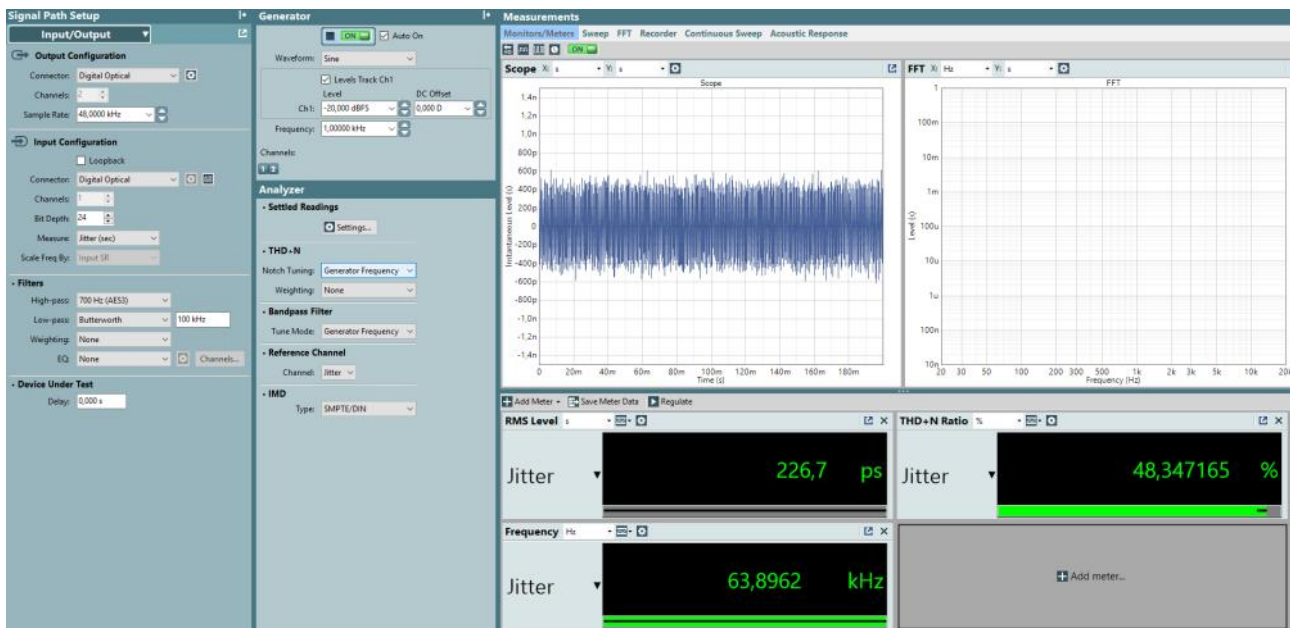 Signal Path Setup
Input/Output
Output Configuration
Connector: Digital Optical
Channels: 2
Sample Rate: 48,0000 kHz
Input Configuration
Loopback
Connector: Digital Optical
Channels: 1
Bit Depth: 24
Measure: Jitter (sec)
Scale Freq By: Input SR
Filters
High-pass: 700 Hz (AES3)
Low-pass: Butterworth 100 kHz
Weighting: None
EQ: None Channels...
Device Under Test
Delay: 0,000 s
Generator
ON Auto On
Waveform: Sine
Levels Track Ch1
Level DC Offset
Ch1: -20,000 dBFS 0,000 D
Frequency: 1,00000 kHz
Channels:
1 2
Analyzer
Settled Readings
Settings...
THD+N
Notch Tuning: Generator Frequency
Weighting: None
Bandpass Filter
Tune Mode: Generator Frequency
Reference Channel
Channel: Jitter
IMD
Type: SMPTE/DIN
Measurements
Monitors/Meters Sweep FFT Recorder Continuous Sweep Acoustic Response
ON
Scope X: s Y: s
Scope
1,4n
1,2n
1,0n
800p
600p
400p
200p
0
-200p
-400p
-600p
-800p
-1,0n
-1,2n
-1,4n
Instantaneous Level (s)
0 20m 40m 60m 80m 100m 120m 140m 160m 180m
Time (s)
FFT X: Hz Y: s
FFT
1
100m
10m
1m
100u
10u
1u
100n
10n
Level (s)
20 30 50 100 200 300 500 1k 2k 3k 5k 10k 20k
Frequency (Hz)
Add Meter Save Meter Data Regulate
RMS Level s
Jitter 226,7 ps
THD+N Ratio %
Jitter 48,347165 %
Frequency Hz
Jitter 63,8962 kHz
Add meter...